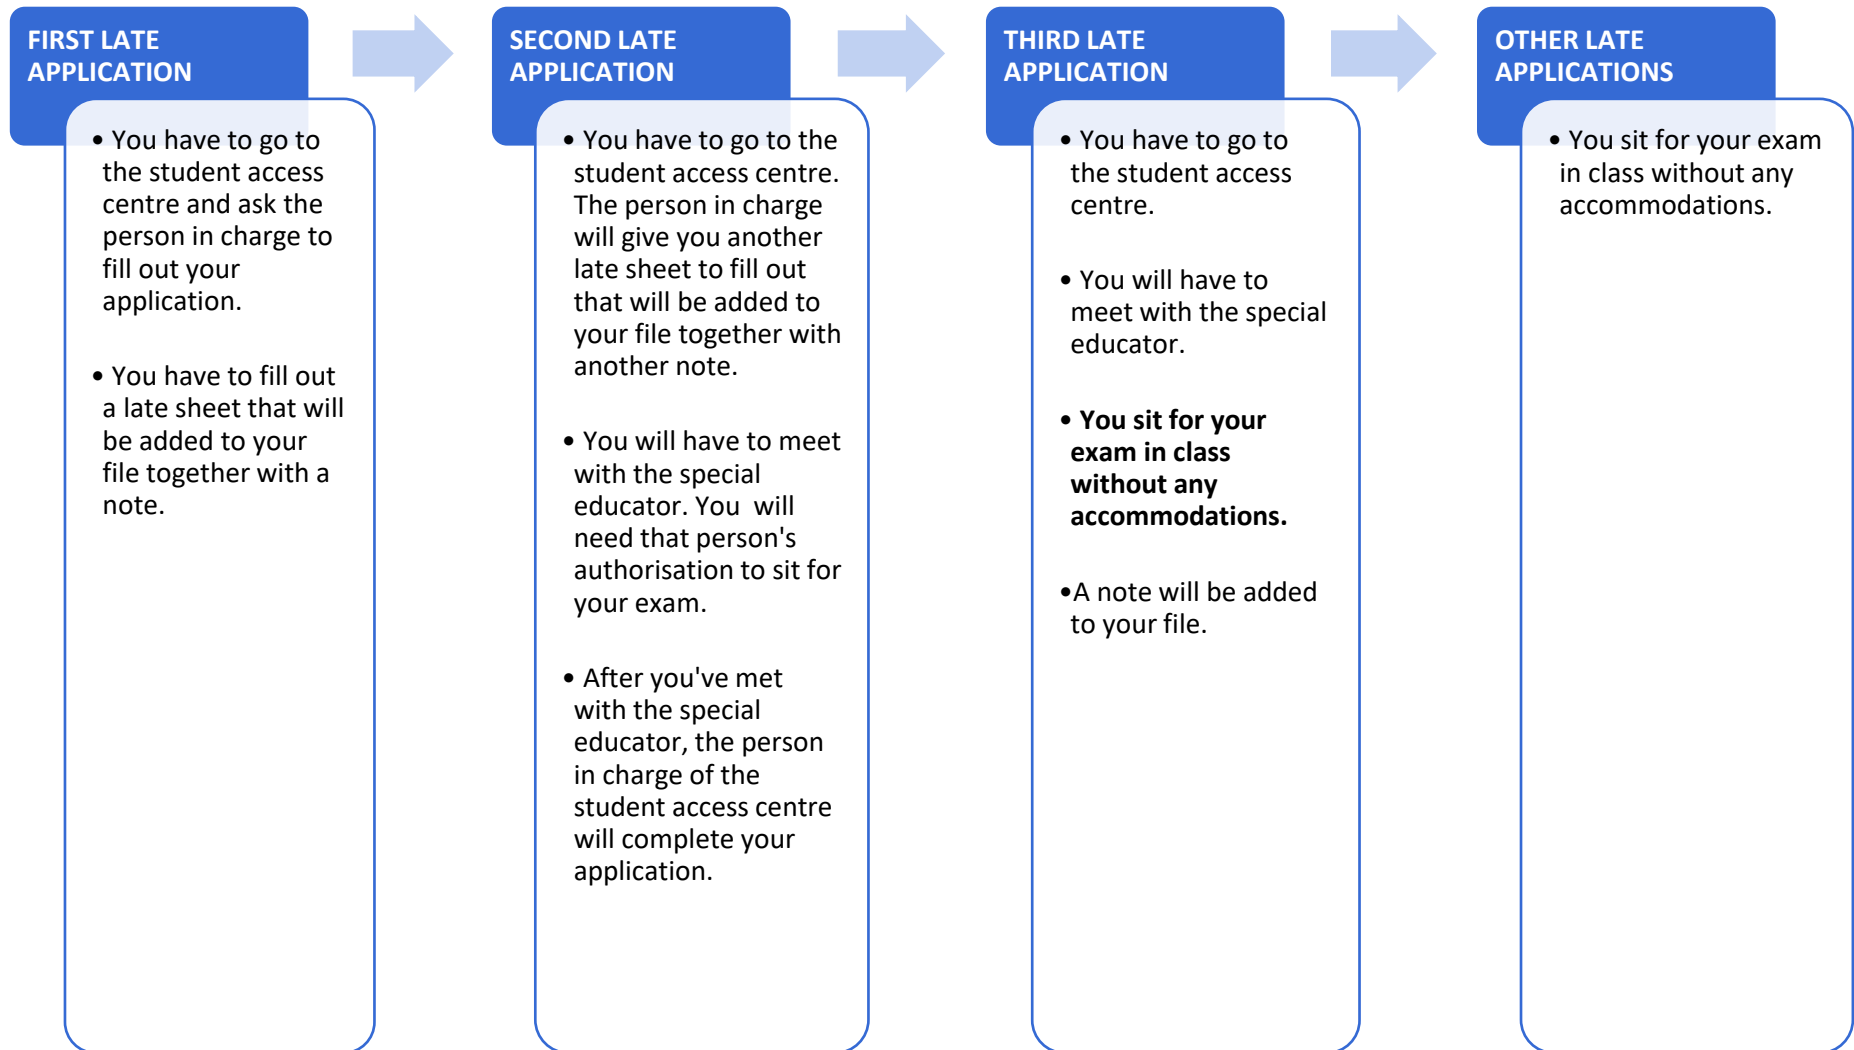 FIRST LATE
APPLICATION
• You have to go to
the student access
centre and ask the
person in charge to
fill out your
application.
• You have to fill out
a late sheet that will
be added to your
file together with a
note.
SECOND LATE
APPLICATION
• You have to go to the
student access centre.
The person in charge
will give you another
late sheet to fill out
that will be added to
your file together with
another note.
• You will have to meet
with the special
educator. You  will
need that person's
authorisation to sit for
your exam.
• After you've met
with the special
educator, the person
in charge of the
student access centre
will complete your
application.
THIRD LATE
APPLICATION
• You have to go to
the student access
centre.
• You will have to
meet with the special
educator.
• You sit for your
exam in class
without any
accommodations.
•A note will be added
to your file.
OTHER LATE
APPLICATIONS
• You sit for your exam
in class without any
accommodations.